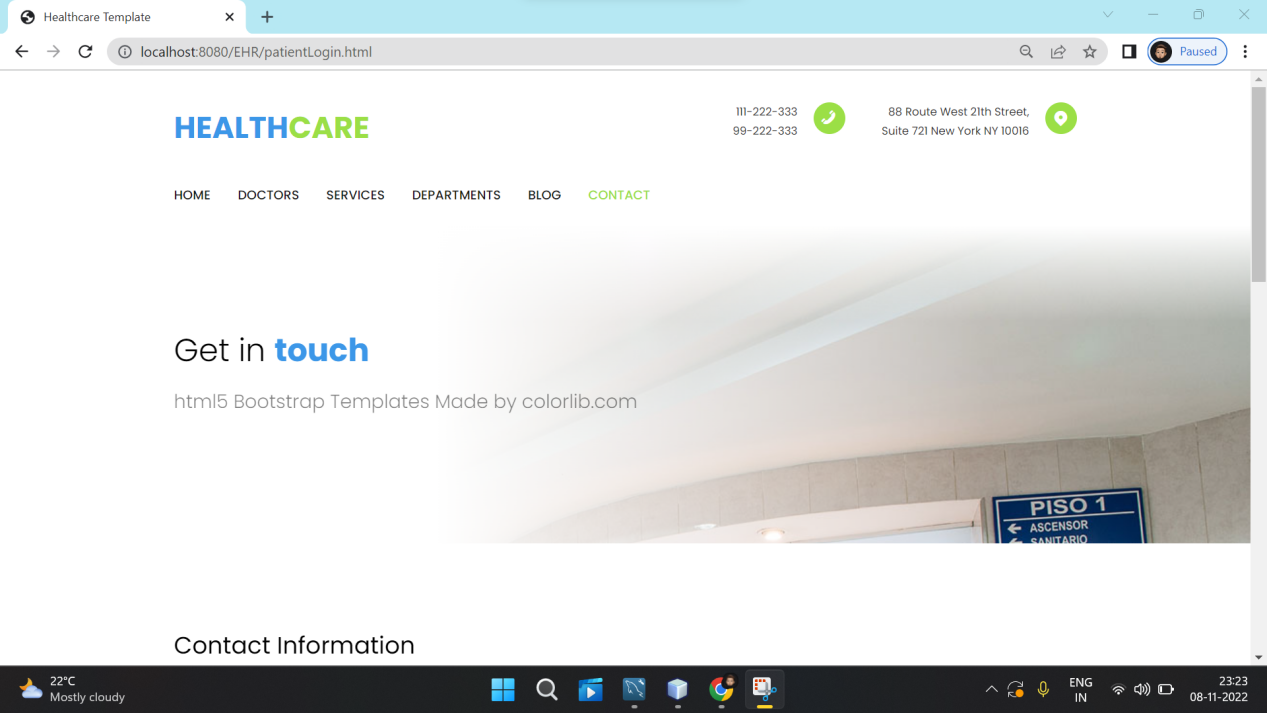 Healthcare Template
localhost:8080/EHR/patientLogin.html
Paused
HEALTHCARE
111-222-333
99-222-333
88 Route West 21th Street,
Suite 721 New York NY 10016
HOME DOCTORS SERVICES DEPARTMENTS BLOG CONTACT
Get in touch
html5 Bootstrap Templates Made by colorlib.com
PISO 1
ASCENSOR
SANITARIO
Contact Information
22°C
Mostly cloudy
ENG
IN
23:23
08-11-2022